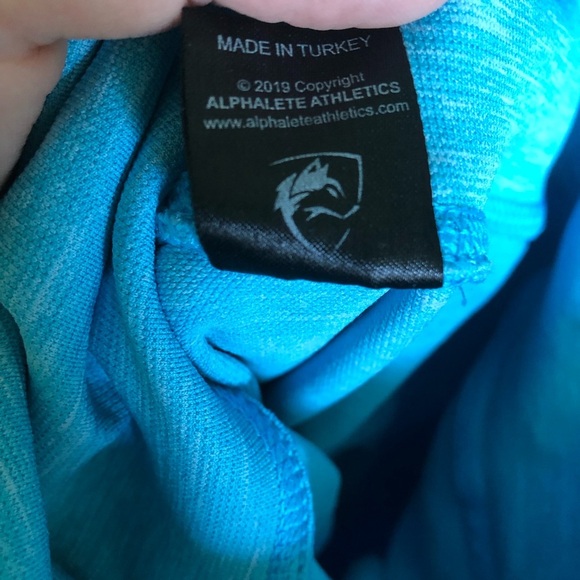 MADE IN TURKEY
© 2019 Copyright
ALPHALETE ATHLETICS
www.alphaleteathletics.com